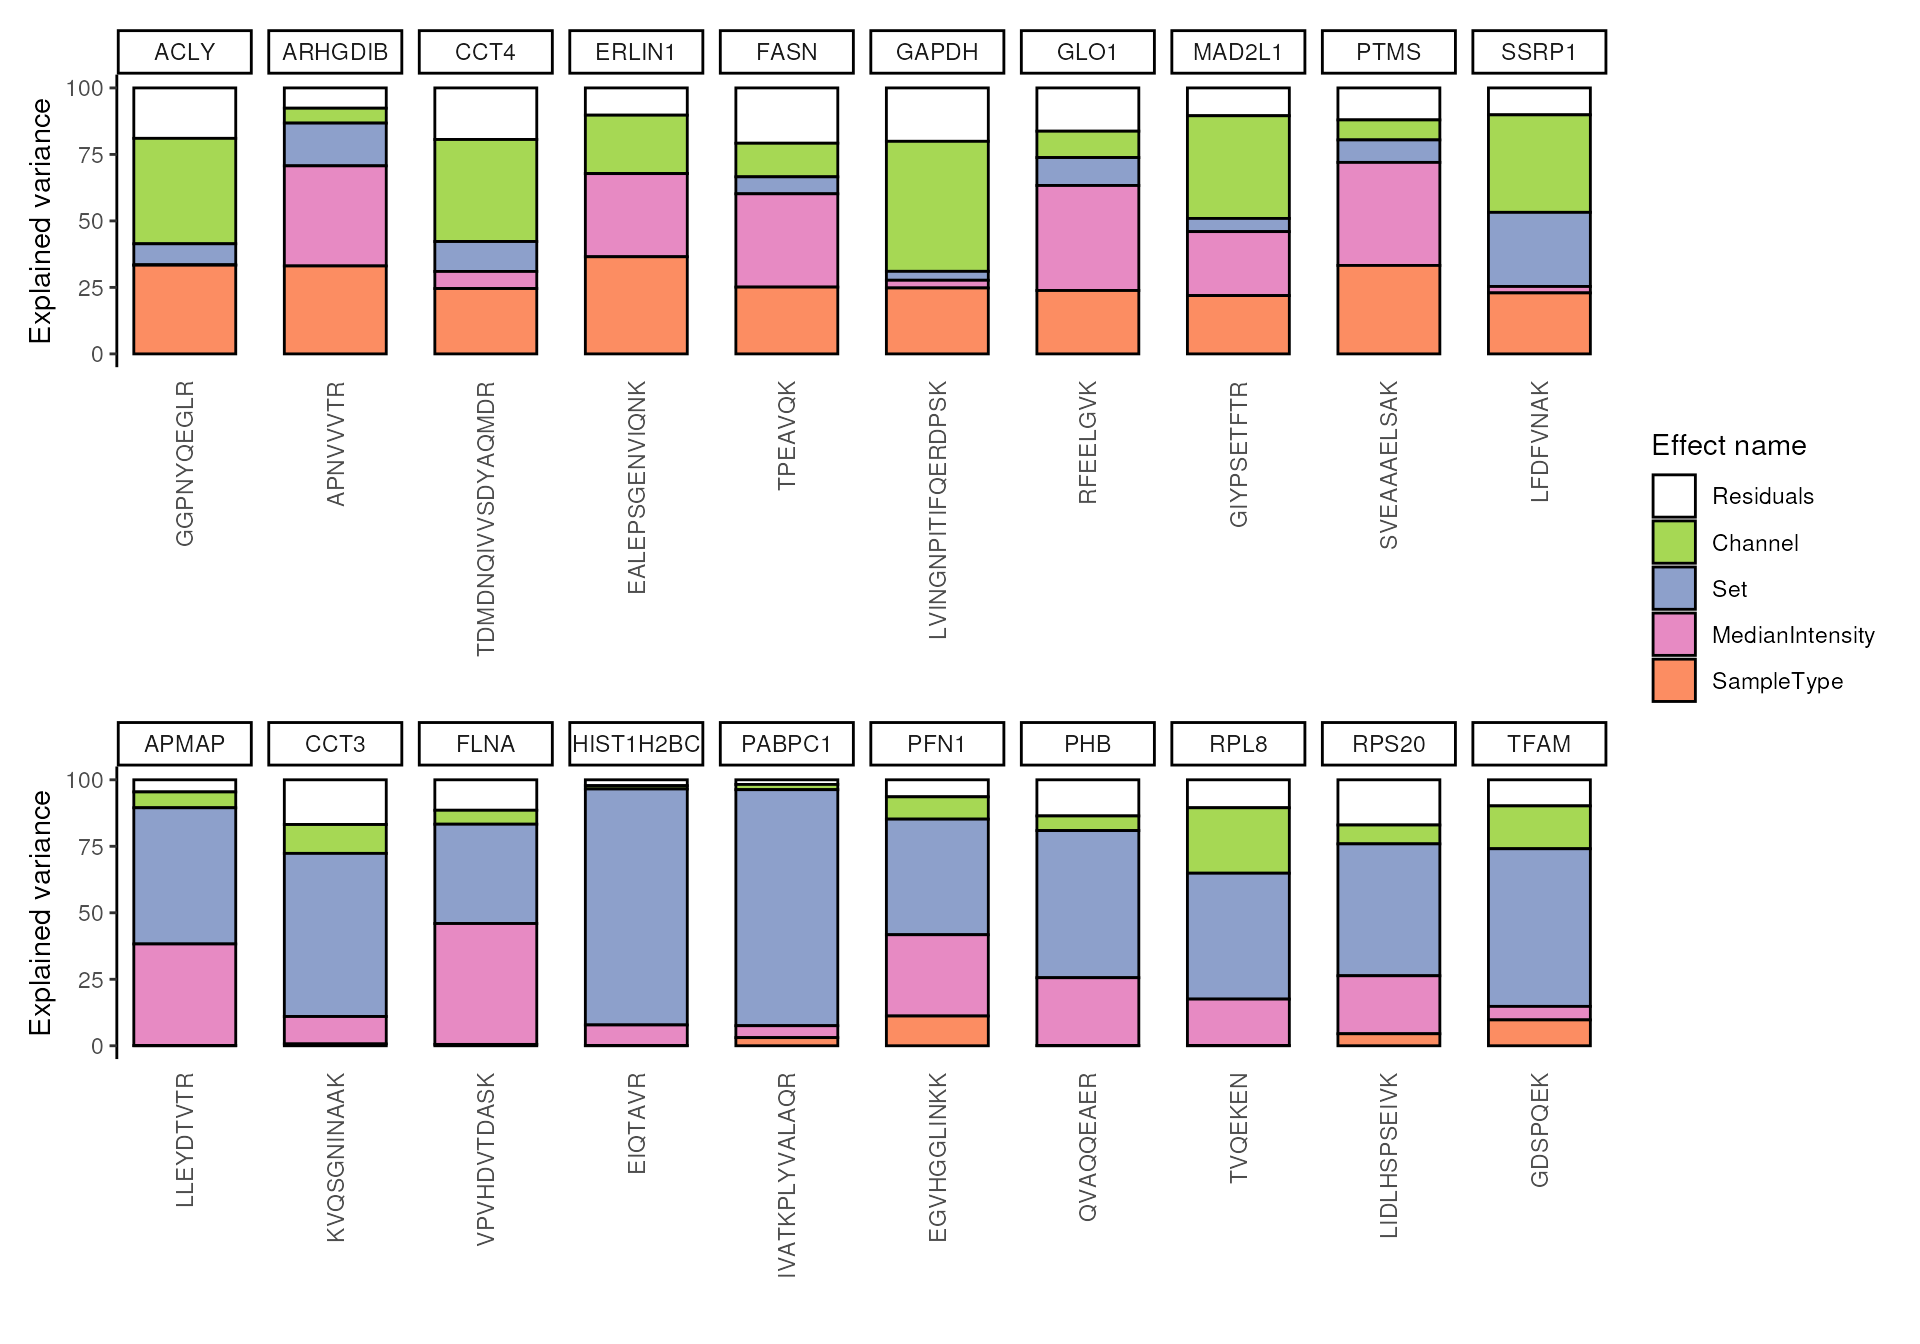 ACLY ARHGDIB CCT4 ERLIN1 FASN GAPDH GLO1 MAD2L1 PTMS SSRP1
Explained variance
100
75
50
25
0
GGPNYQEGLR
APNVVVTR
TDMDNQIVVSDYAQMDR
EALEPSGENVIQNK
TPEAVQK
LVINGNPITIFQERDPSK
RFEELGVK
GIYPSETFTR
SVEAAAELSAK
LFDFVNAK
Effect name
Residuals
Channel
Set
MedianIntensity
SampleType
APMAP CCT3 FLNA HIST1H2BC PABPC1 PFN1 PHB RPL8 RPS20 TFAM
Explained variance
100
75
50
25
0
LLEYDTVTR
KVQSGNINAAK
VPVHDVTDASK
EIQTAVR
IVATKPLYVALAQR
EGVHGGLINKK
QVAQQEAER
TVQEKEN
LIDLHSPSEIVK
GDSPQEK